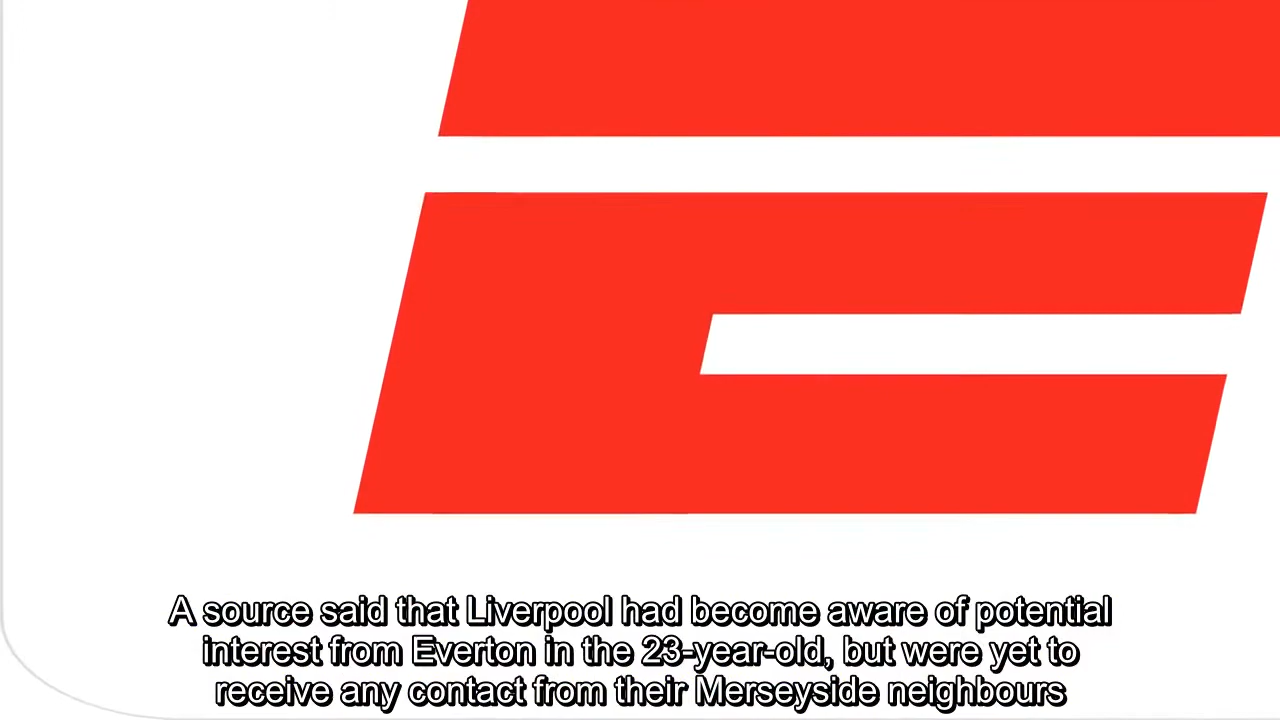 A source said that Liverpool had become aware of potential
interest from Everton in the 23-year-old, but were yet to
receive any contact from their Merseyside neighbours